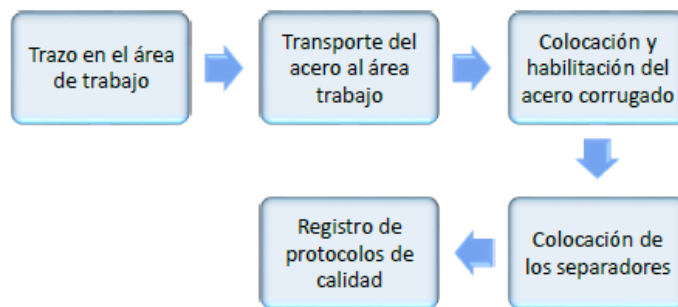 Trazo en el área
de trabajo
Transporte del
acero al área
trabajo
Colocación y
habilitación del
acero corrugado
Colocación de
los separadores
Registro de
protocolos de
calidad